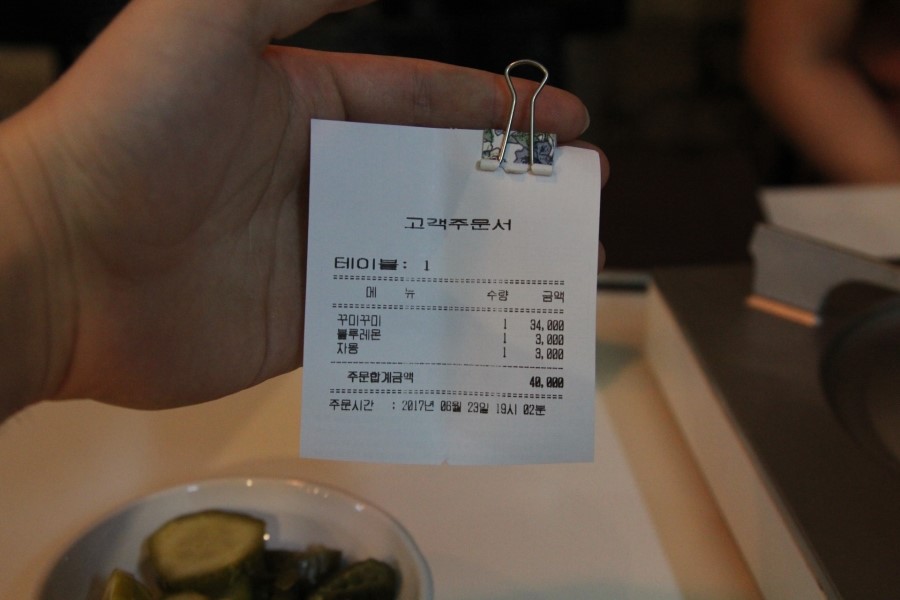 고객주문서
테이블: 1
메 뉴 수량 금액
꾸미꾸미 1 34,000
블루레몬 1 3,000
자몽 1 3,000
주문합계금액 40,000
주문시간 : 2017년 06월 23일 19시 02분